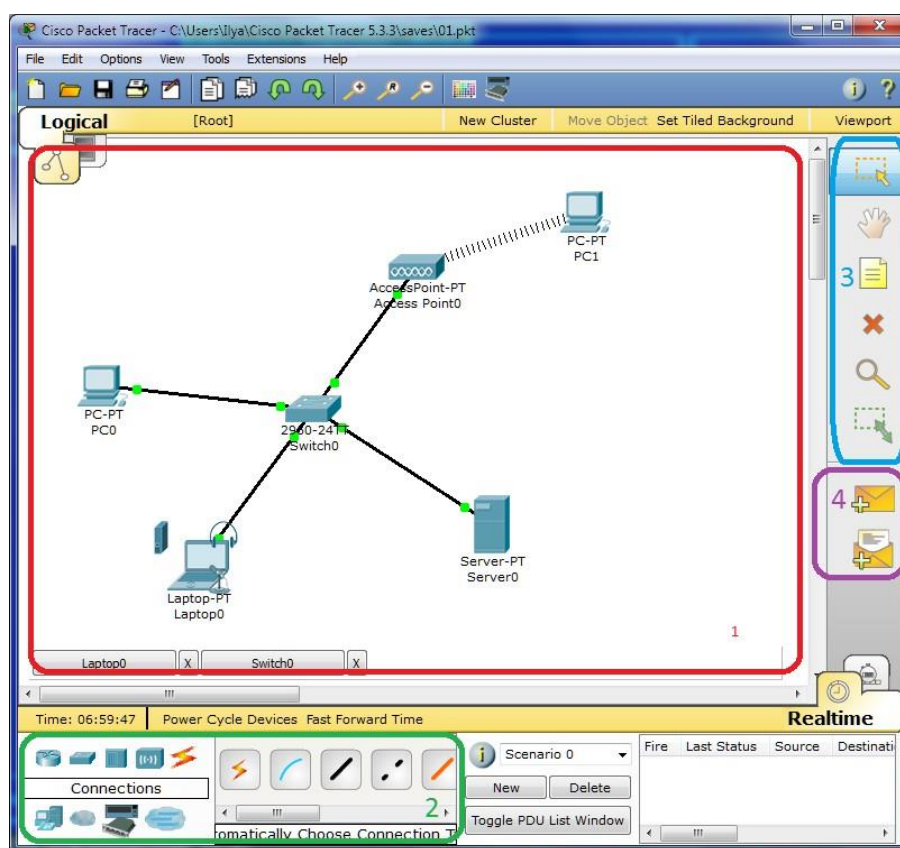 Cisco Packet Tracer - C:\Users\Ilya\Cisco Packet Tracer 5.3.3\saves\01.pkt
File Edit Options View Tools Extensions Help
Logical [Root] New Cluster Move Object Set Tiled Background Viewport
PC-PT
PC1
AccessPoint-PT
Access Point0
3
PC-PT
PC0
2960-24TT
Switch0
4
Server-PT
Server0
Laptop-PT
Laptop0
1
Laptop0 X Switch0 X
Time: 06:59:47 Power Cycle Devices Fast Forward Time Realtime
Connections
2
omatically Choose Connection T
Scenario 0
New Delete
Toggle PDU List Window
Fire Last Status Source Destinati